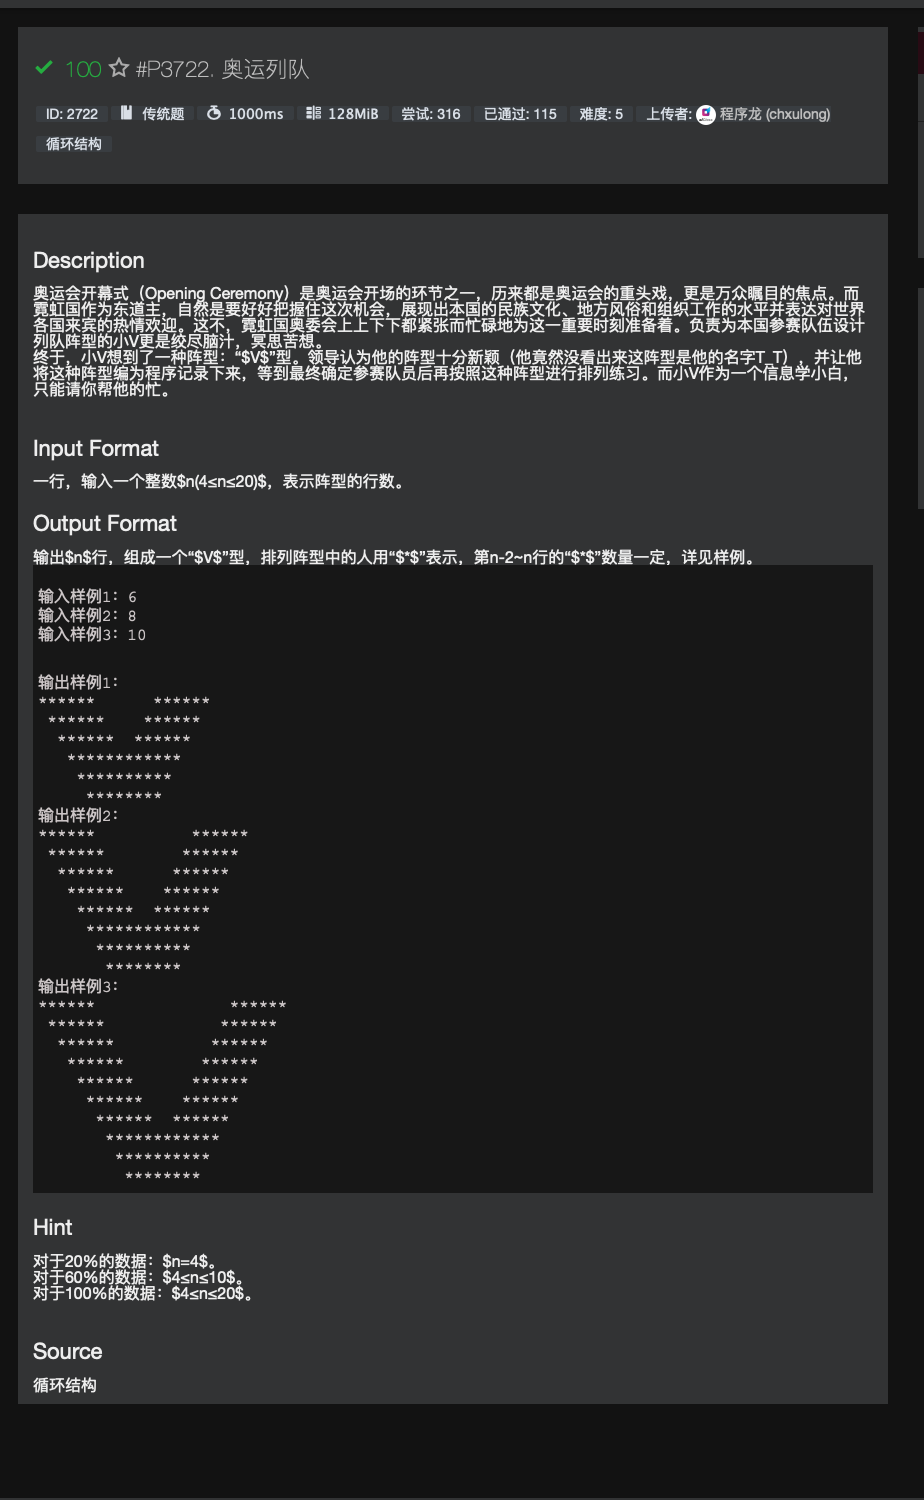 100 #P3722. 奥运列队
ID: 2722 传统题 1000ms 128MiB 尝试: 316 已通过: 115 难度: 5 上传者: 程序龙 (chxulong)
循环结构
Description
奥运会开幕式（Opening Ceremony）是奥运会开场的环节之一，历来都是奥运会的重头戏，更是万众瞩目的焦点。而
霓虹国作为东道主，自然是要好好把握住这次机会，展现出本国的民族文化、地方风俗和组织工作的水平并表达对世界
各国来宾的热情欢迎。这不，霓虹国奥委会上上下下都紧张而忙碌地为这一重要时刻准备着。负责为本国参赛队伍设计
列队阵型的小V更是绞尽脑汁，冥思苦想。
终于，小V想到了一种阵型：“$V$”型。领导认为他的阵型十分新颖（他竟然没看出来这阵型是他的名字T_T），并让他
将这种阵型编为程序记录下来，等到最终确定参赛队员后再按照这种阵型进行排列练习。而小V作为一个信息学小白，
只能请你帮他的忙。
Input Format
一行，输入一个整数$n(4≤n≤20)$，表示阵型的行数。
Output Format
输出$n$行，组成一个“$V$”型，排列阵型中的人用“$*$”表示，第n-2~n行的“$*$”数量一定，详见样例。
输入样例1：6
输入样例2：8
输入样例3：10
输出样例1：
******      ******
 ******    ******
  ******  ******
   ************
    **********
     ********
输出样例2：
******          ******
 ******        ******
  ******      ******
   ******    ******
    ******  ******
     ************
      **********
       ********
输出样例3：
******              ******
 ******            ******
  ******          ******
   ******        ******
    ******      ******
     ******    ******
      ******  ******
       ************
        **********
         ********
Hint
对于20%的数据：$n=4$。
对于60%的数据：$4≤n≤10$。
对于100%的数据：$4≤n≤20$。
Source
循环结构